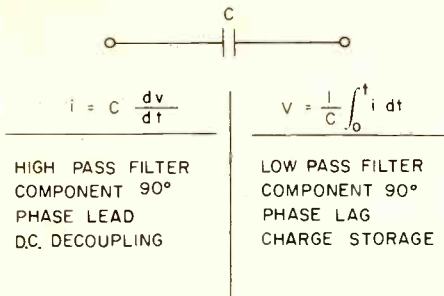 C
i = C dv/dt
V = 1/C ∫₀ᵗ i dt
HIGH PASS FILTER
COMPONENT 90°
PHASE LEAD
D.C. DECOUPLING
LOW PASS FILTER
COMPONENT 90°
PHASE LAG
CHARGE STORAGE